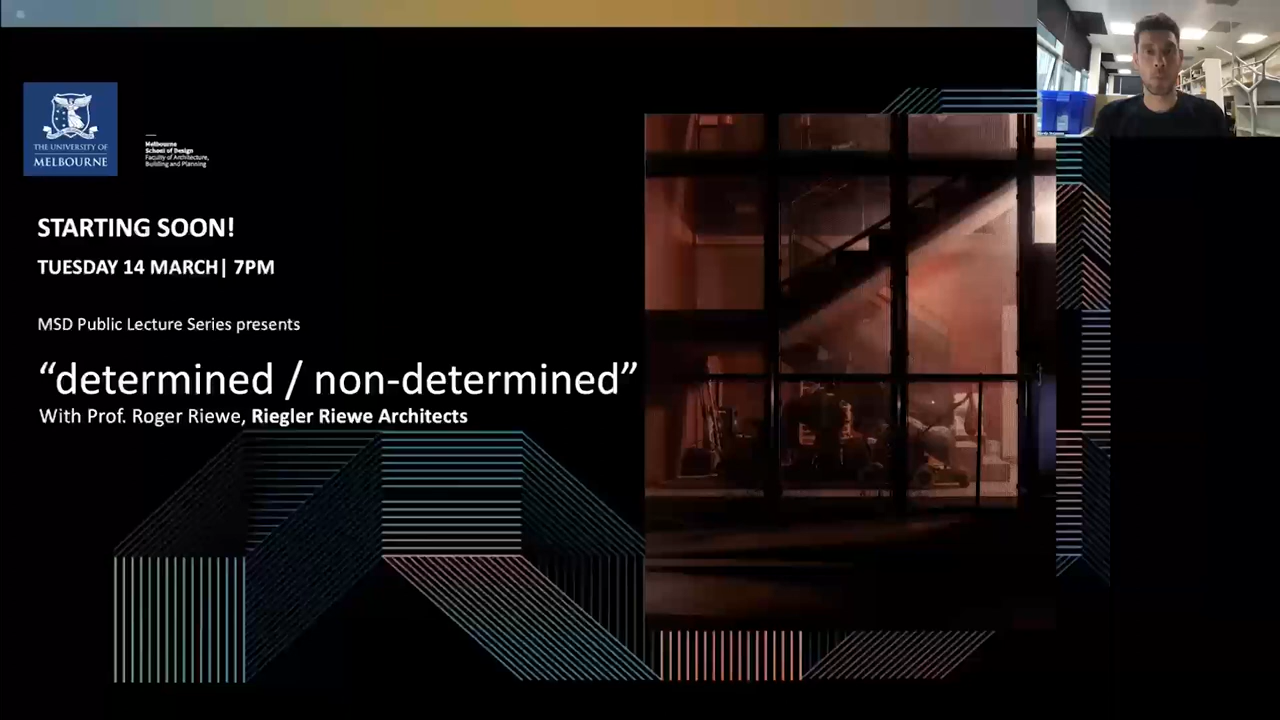 THE UNIVERSITY OF
MELBOURNE
Melbourne
School of Design
Faculty of Architecture,
Building and Planning
STARTING SOON!
TUESDAY 14 MARCH| 7PM
MSD Public Lecture Series presents
“determined / non-determined”
With Prof. Roger Riewe, Riegler Riewe Architects